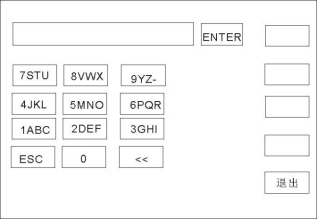 ENTER
7STU 8VWX 9YZ-
4JKL 5MNO 6PQR
1ABC 2DEF 3GHI
ESC 0 <<
退出